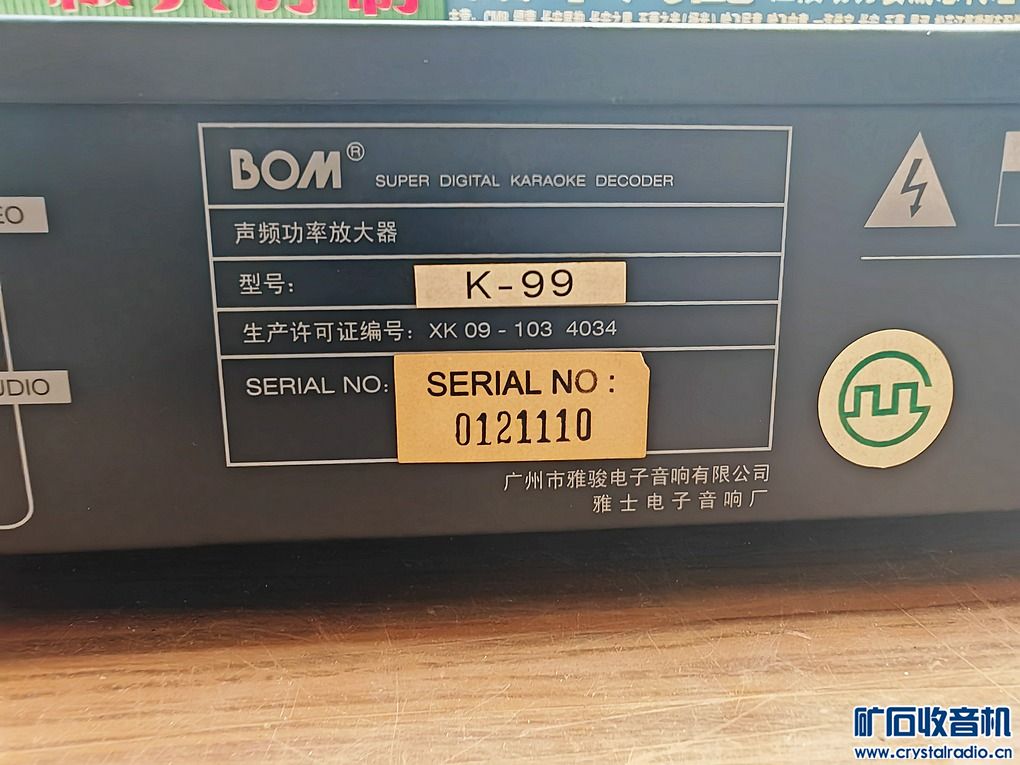 BOM®
SUPER DIGITAL KARAOKE DECODER
声频功率放大器
型号: K-99
生产许可证编号: XK 09 - 103 4034
SERIAL NO:
SERIAL NO :
0121110
广州市雅骏电子音响有限公司
雅士电子音响厂
矿石收音机
www.crystalradio.cn